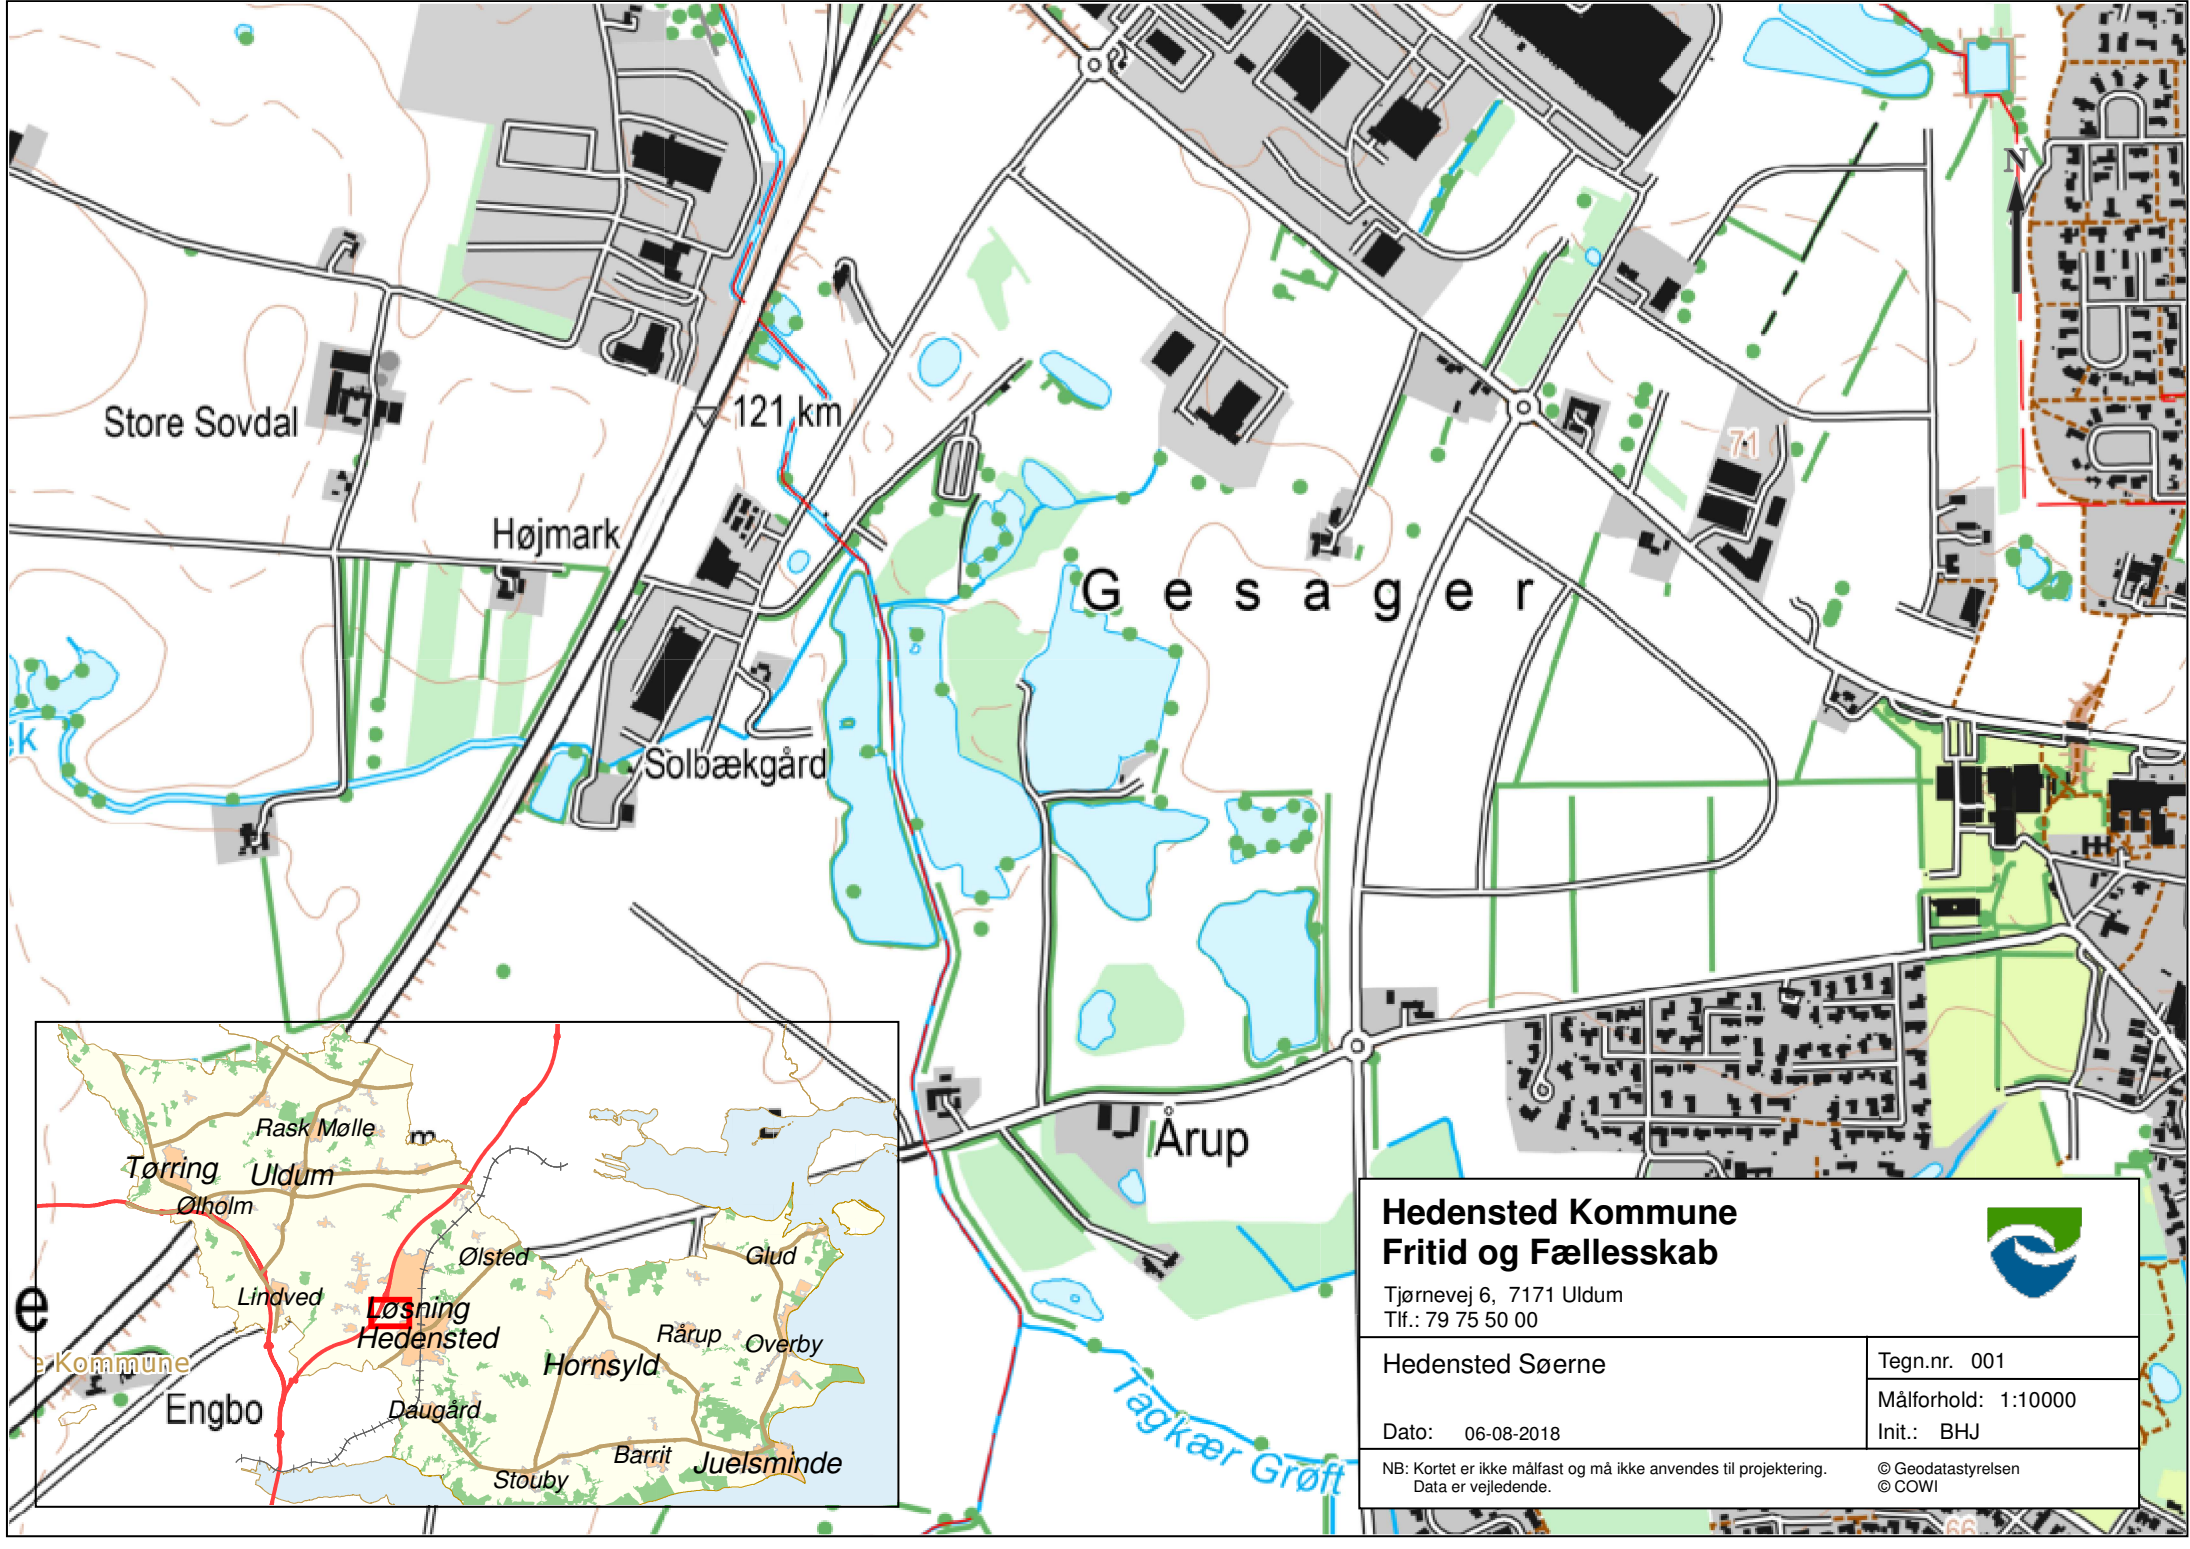 N
Store Sovdal
121 km
71
Højmark
Gesager
k
Solbækgård
Årup
m
e
e Kommune
Engbo
Tagkær Grøft
66
Rask Mølle
Tørring
Uldum
Ølholm
Ølsted
Glud
Lindved
Løsning
Hedensted
Rårup
Overby
Hornsyld
Daugård
Barrit
Juelsminde
Stouby
Hedensted Kommune
Fritid og Fællesskab
Tjørnevej 6, 7171 Uldum
Tlf.: 79 75 50 00
Hedensted Søerne
Dato: 06-08-2018
Tegn.nr. 001
Målforhold: 1:10000
Init.: BHJ
NB: Kortet er ikke målfast og må ikke anvendes til projektering.
Data er vejledende.
© Geodatastyrelsen
© COWI